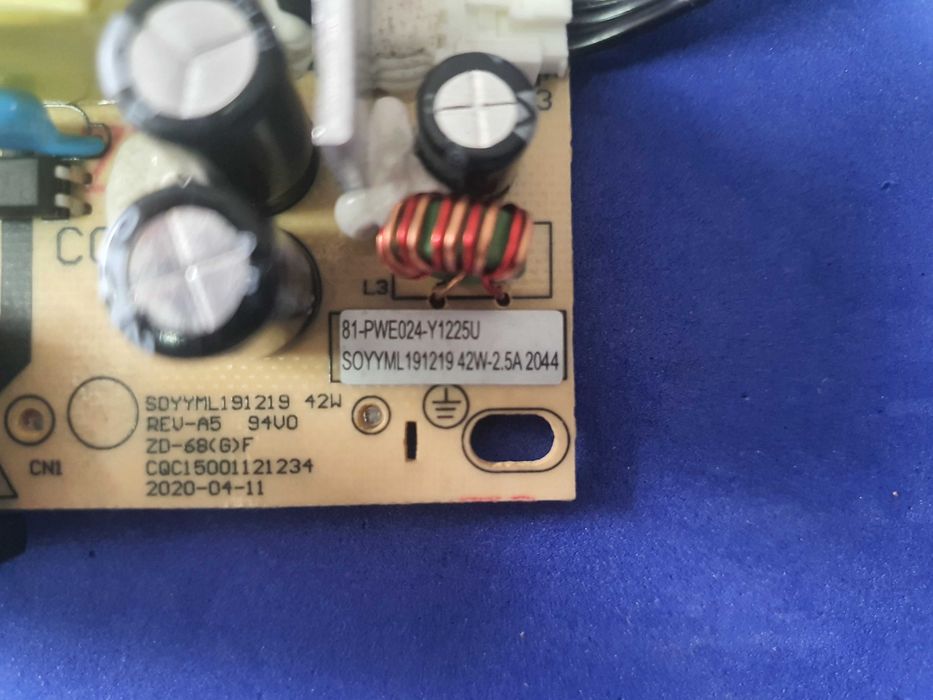 3
L3
81-PWE024-Y1225U
SOYYML191219 42W-2.5A 2044
SOYYML191219 42W
REV-A5 94V0
ZD-68(G)F
CQC15001121234
2020-04-11
CN1